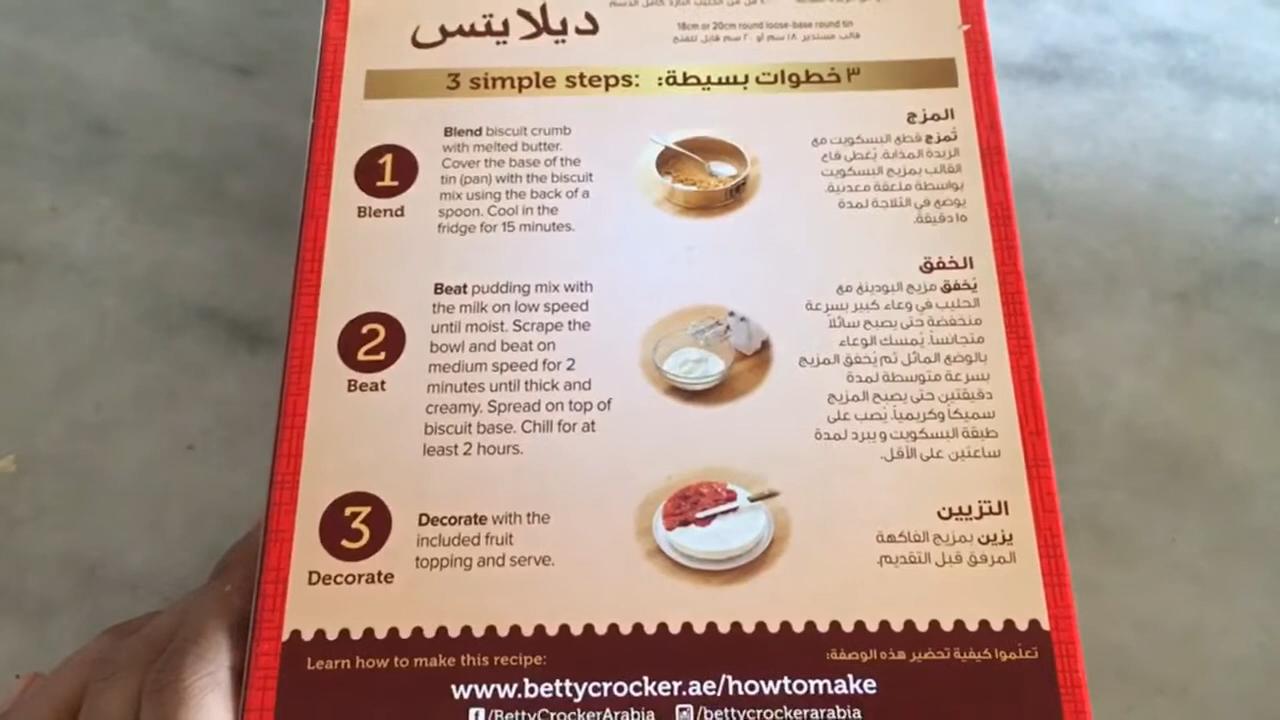 ديلايتس
18cm or 20cm round loose-base round tin
قالب مستدير ١٨ سم أو ٢٠ سم قابل للفتح
3 simple steps: ٣ خطوات بسيطة:
1
Blend
Blend biscuit crumb
with melted butter.
Cover the base of the
tin (pan) with the biscuit
mix using the back of a
spoon. Cool in the
fridge for 15 minutes.
المزج
تُمزج قطع البسكويت مع
الزبدة المذابة. يُغطى قاع
القالب بمزيج البسكويت
بواسطة ملعقة معدنية.
يوضع في الثلاجة لمدة
١٥ دقيقة.
2
Beat
Beat pudding mix with
the milk on low speed
until moist. Scrape the
bowl and beat on
medium speed for 2
minutes until thick and
creamy. Spread on top of
biscuit base. Chill for at
least 2 hours.
الخفق
يُخفق مزيج البودينغ مع
الحليب في وعاء كبير بسرعة
منخفضة حتى يصبح سائلاً
متجانساً. يُمسك الوعاء
بالوضع المائل ثم يُخفق المزيج
بسرعة متوسطة لمدة
دقيقتين حتى يصبح المزيج
سميكاً وكريمياً. يُصب على
طبقة البسكويت و يبرد لمدة
ساعتين على الأقل.
3
Decorate
Decorate with the
included fruit
topping and serve.
التزيين
يزين بمزيج الفاكهة
المرفق قبل التقديم.
Learn how to make this recipe:
تعلّموا كيفية تحضير هذه الوصفة:
www.bettycrocker.ae/howtomake
/BettyCrockerArabia /bettycrockerarabia